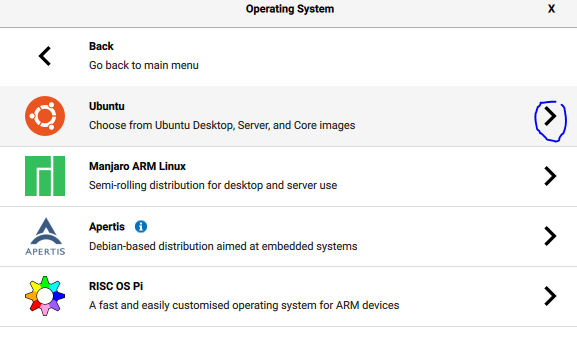 Operating System X
Back
Go back to main menu
Ubuntu
Choose from Ubuntu Desktop, Server, and Core images
Manjaro ARM Linux
Semi-rolling distribution for desktop and server use
Apertis i
Debian-based distribution aimed at embedded systems
APERTIS
RISC OS Pi
A fast and easily customised operating system for ARM devices